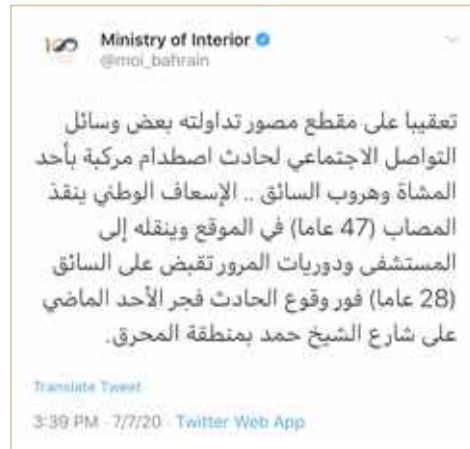 Ministry of Interior
@moi_bahrain
تعقيبا على مقطع مصور تداولته بعض وسائل
التواصل الاجتماعي لحادث اصطدام مركبة بأحد
المشاة وهروب السائق .. الإسعاف الوطني ينقذ
المصاب (47 عاما) في الموقع وينقله إلى
المستشفى ودوريات المرور تقبض على السائق
(28 عاما) فور وقوع الحادث فجر الأحد الماضي
على شارع الشيخ حمد بمنطقة المحرق.
Translate Tweet
3:39 PM · 7/7/20 · Twitter Web App